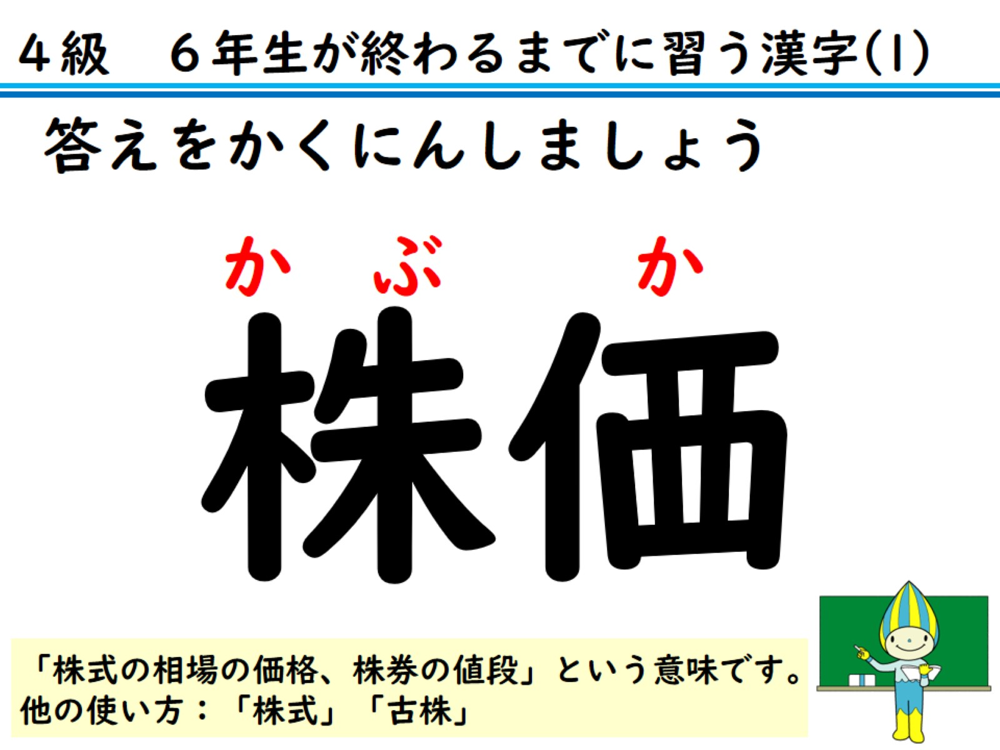 ４級　６年生が終わるまでに習う漢字(1)
答えをかくにんしましょう
かぶ　か
株価
「株式の相場の価格、株券の値段」という意味です。
他の使い方：「株式」「古株」